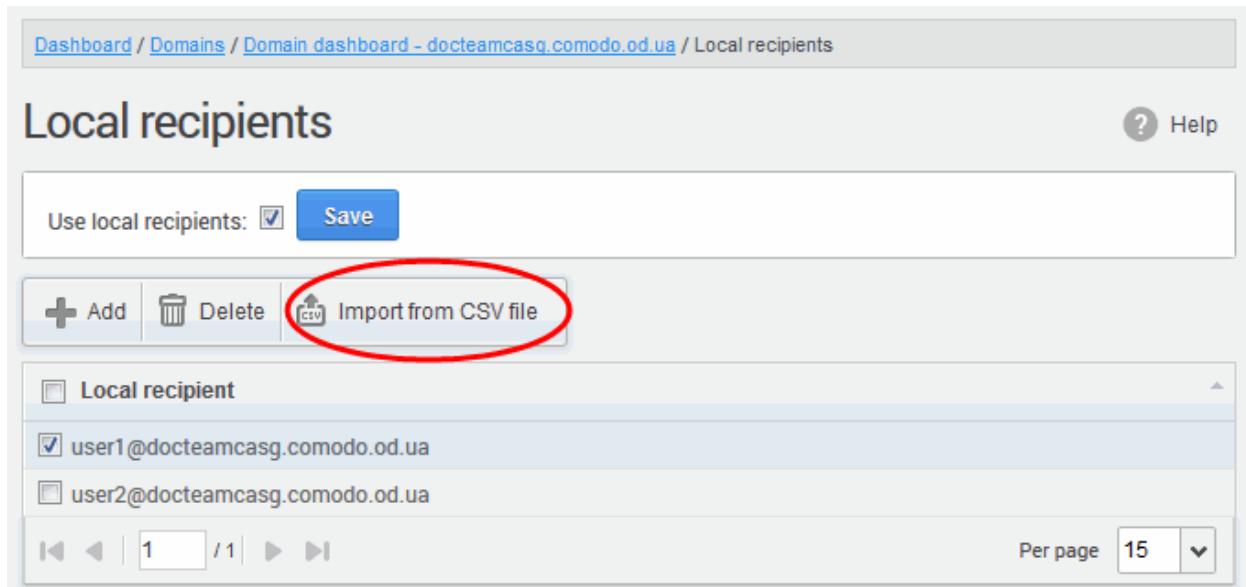 Dashboard / Domains / Domain dashboard - docteamcasg.comodo.od.ua / Local recipients
Local recipients
? Help
Use local recipients: Save
Add Delete CSV Import from CSV file
Local recipient
user1@docteamcasg.comodo.od.ua
user2@docteamcasg.comodo.od.ua
1 / 1 Per page 15